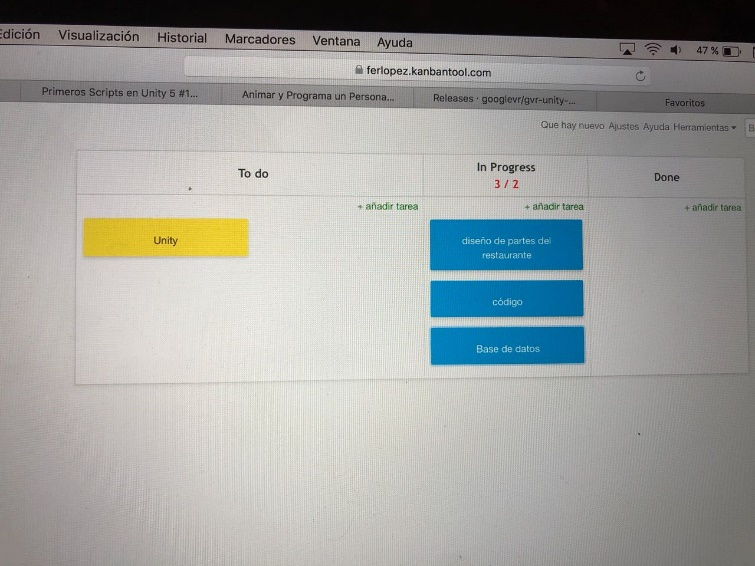 Edición Visualización Historial Marcadores Ventana Ayuda 47 %
ferlopez.kanbantool.com
Primeros Scripts en Unity 5 #1... Animar y Programa un Persona... Releases · googlevr/gvr-unity-... Favoritos
Que hay nuevo Ajustes Ayuda Herramientas
To do
In Progress
3 / 2
Done
+ añadir tarea + añadir tarea + añadir tarea
Unity
diseño de partes del
restaurante
código
Base de datos